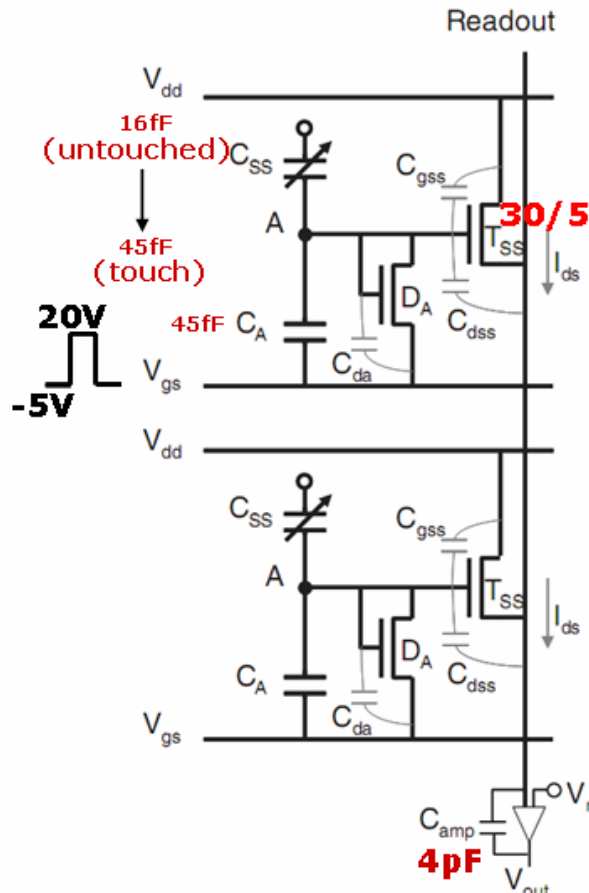 Readout
Vdd
16fF
(untouched)
CSS
Cgss
A
TSS
30/5
45fF
(touch)
Ids
DA
20V
CA
45fF
Cdss
Cda
Vgs
-5V
Vdd
CSS
Cgss
A
TSS
Ids
DA
CA
Cdss
Cda
Vgs
Camp
4pF
Vout